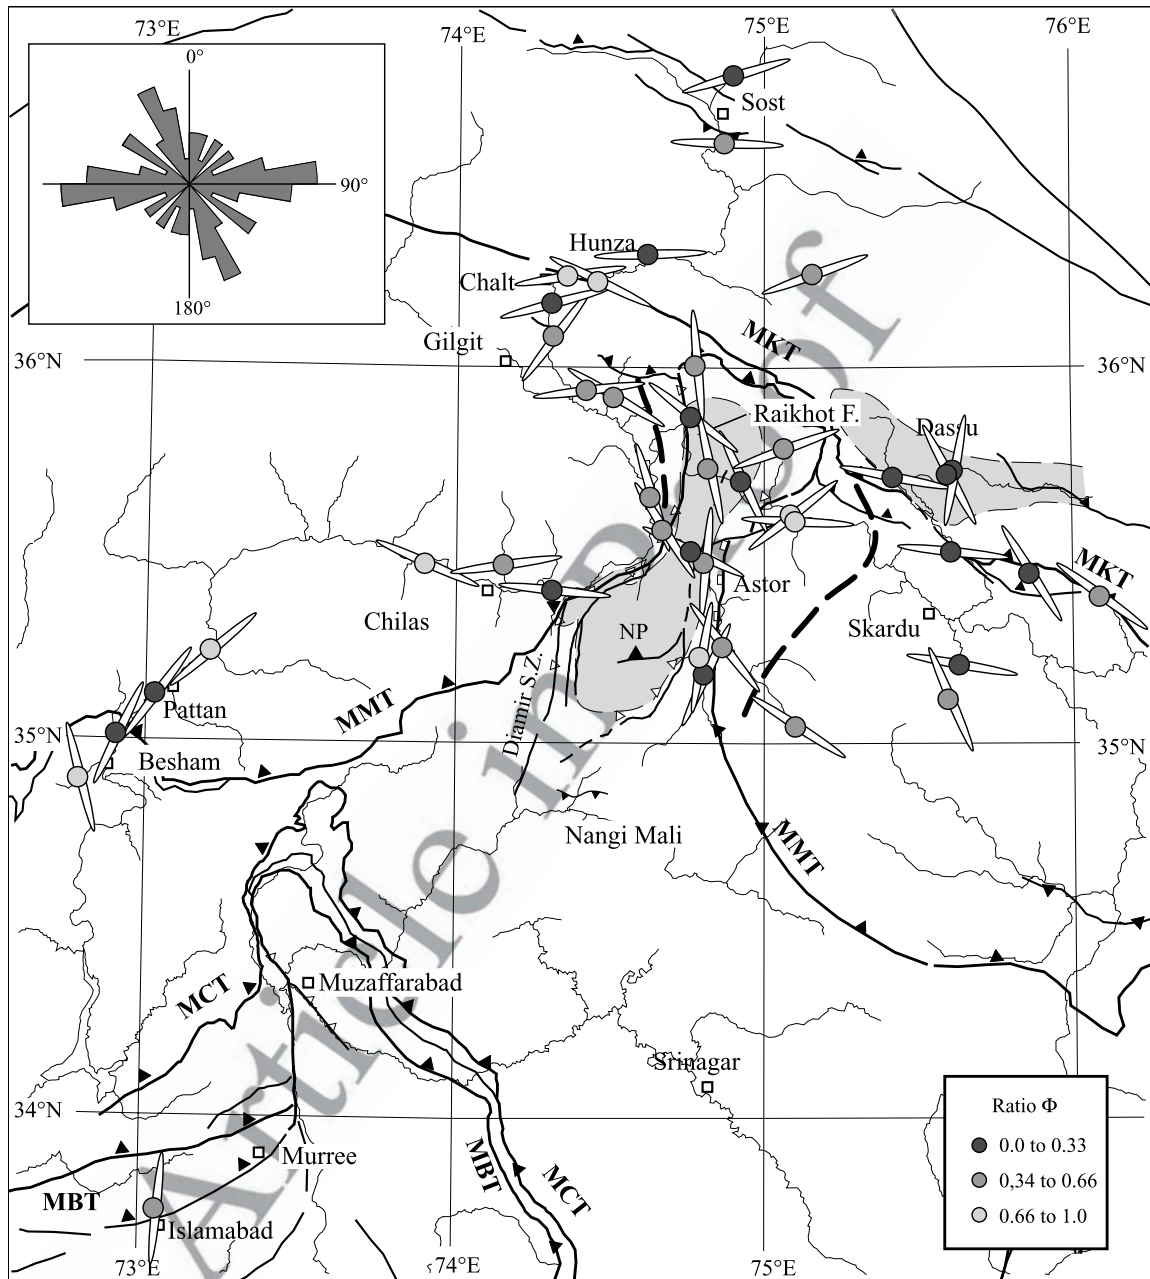 73°E
74°E
75°E
76°E
0°
90°
180°
Sost
Hunza
Chalt
Gilgit
MKT
36°N
36°N
Raikhot F.
Dassu
MKT
Astor
Chilas
Skardu
NP
Diamir S.Z.
MMT
Pattan
35°N
35°N
Besham
Nangi Mali
MMT
MCT
Muzaffarabad
Srinagar
34°N
Murree
MBT
MBT
MCT
Islamabad
73°E
74°E
75°E
Ratio Φ
0.0 to 0.33
0,34 to 0.66
0.66 to 1.0
Article in Proof